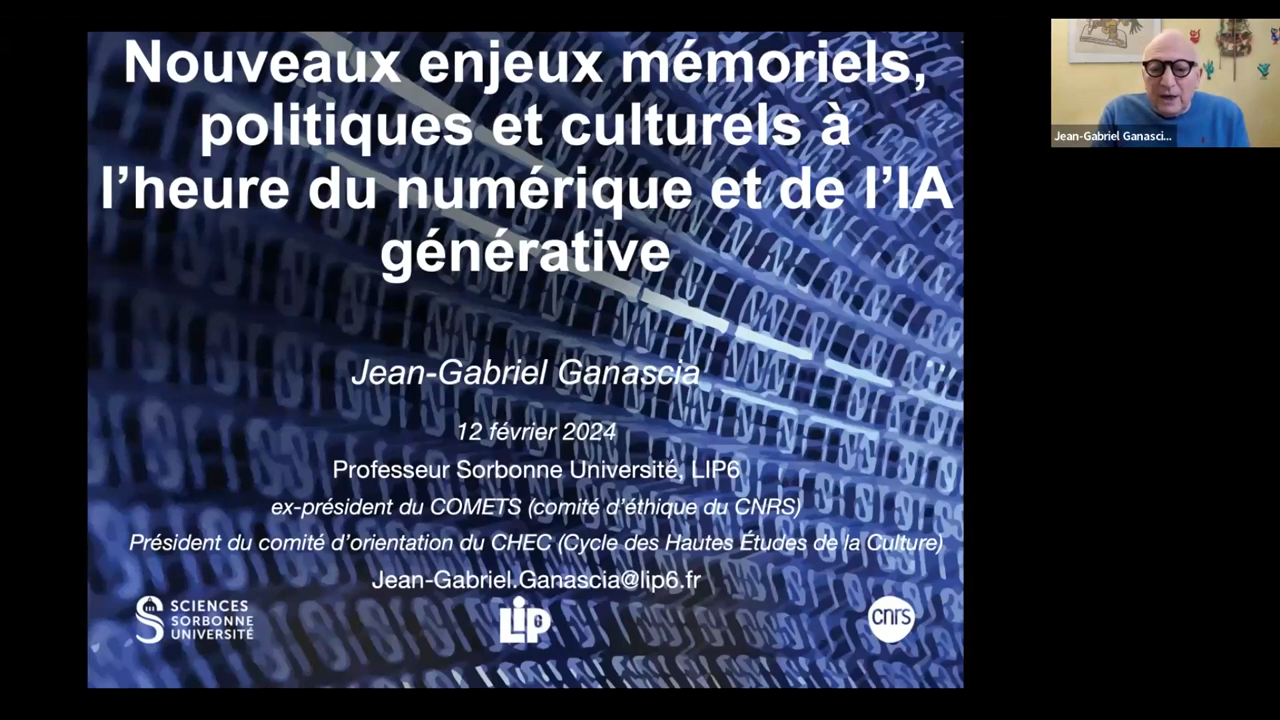 Nouveaux enjeux mémoriels,
politiques et culturels à
l’heure du numérique et de l’IA
générative
Jean-Gabriel Ganascia
12 février 2024
Professeur Sorbonne Université, LIP6
ex-président du COMETS (comité d’éthique du CNRS)
Président du comité d’orientation du CHEC (Cycle des Hautes Études de la Culture)
Jean-Gabriel.Ganascia@lip6.fr
SCIENCES
SORBONNE
UNIVERSITÉ
LIP6
cnrs
Jean-Gabriel Ganasci...